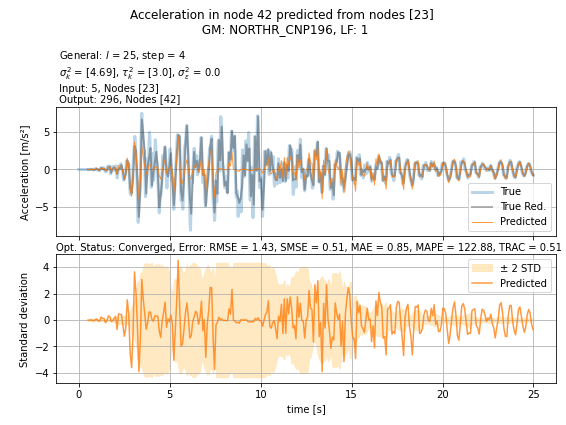 Acceleration in node 42 predicted from nodes [23]
GM: NORTHR_CNP196, LF: 1
General: l = 25, step = 4
σ²ₖ = [4.69], τ²ₖ = [3.0], σ²ε = 0.0
Input: 5, Nodes [23]
Output: 296, Nodes [42]
Acceleration [m/s²]
5
0
−5
True
True Red.
Predicted
Opt. Status: Converged, Error: RMSE = 1.43, SMSE = 0.51, MAE = 0.85, MAPE = 122.88, TRAC = 0.51
Standard deviation
4
2
0
−2
−4
± 2 STD
Predicted
0 5 10 15 20 25
time [s]